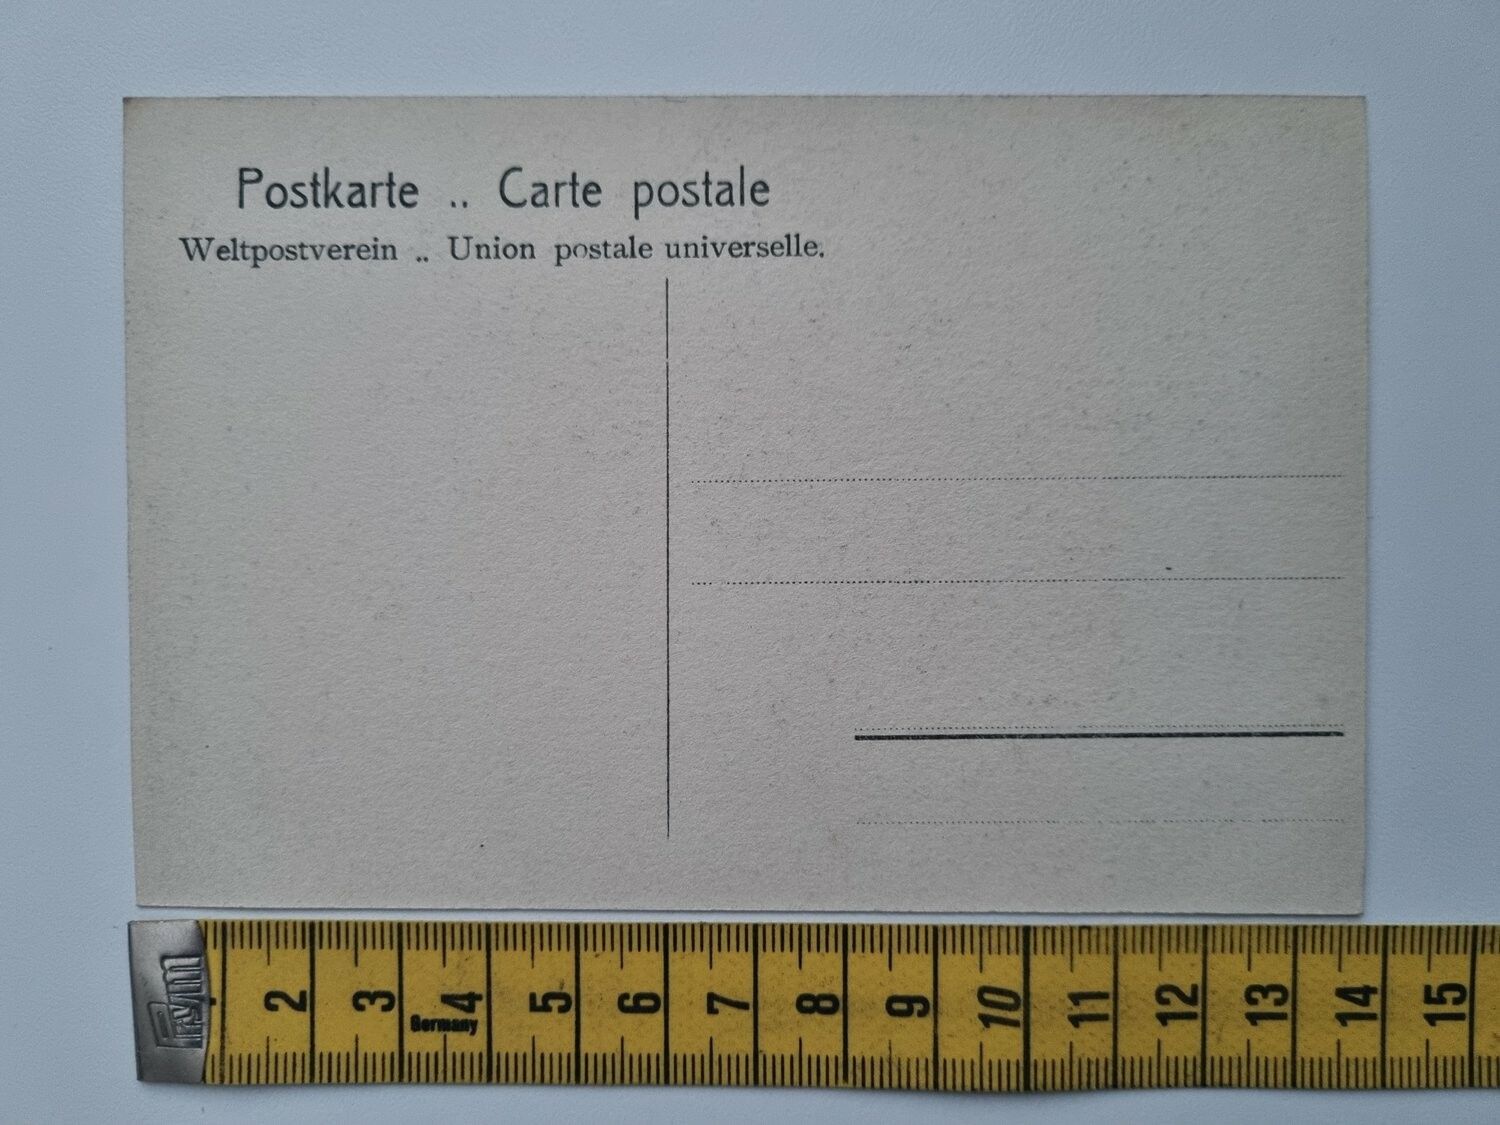 Postkarte .. Carte postale
Weltpostverein .. Union postale universelle.
Prym
2 3 4 5 6 7 8 9 10 11 12 13 14 15
Germany